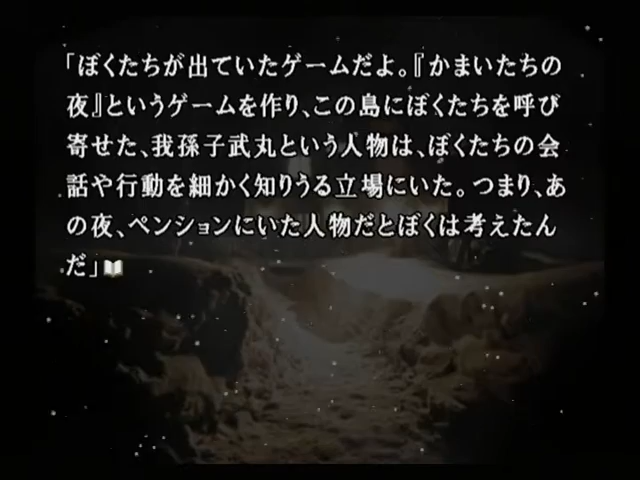 「ぼくたちが出ていたゲームだよ。『かまいたちの
夜』というゲームを作り、この島にぼくたちを呼び
寄せた、我孫子武丸という人物は、ぼくたちの会
話や行動を細かく知りうる立場にいた。つまり、あ
の夜、ペンションにいた人物だとぼくは考えたん
だ」